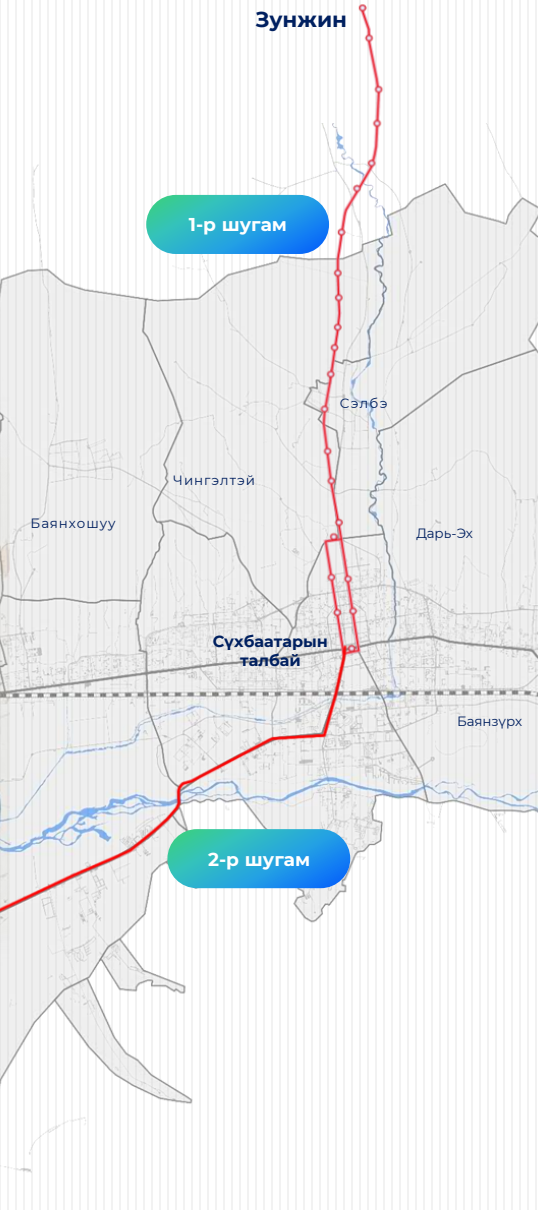 Зунжин
1-р шугам
Сэлбэ
Чингэлтэй
Баянхошуу
Дарь-Эх
Сүхбаатарын
талбай
Баянзүрх
2-р шугам